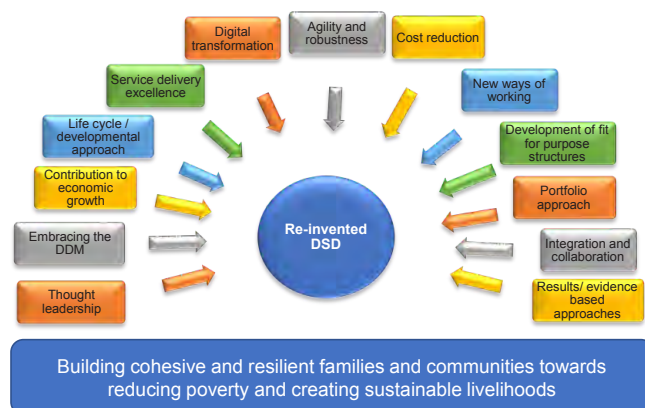 Digital
transformation
Agility and
robustness
Cost reduction
Service delivery
excellence
New ways of
working
Life cycle /
developmental
approach
Development of fit
for purpose
structures
Contribution to
economic
growth
Portfolio
approach
Embracing the
DDM
Integration and
collaboration
Thought
leadership
Results/ evidence
based
approaches
Re-invented
DSD
Building cohesive and resilient families and communities towards
reducing poverty and creating sustainable livelihoods